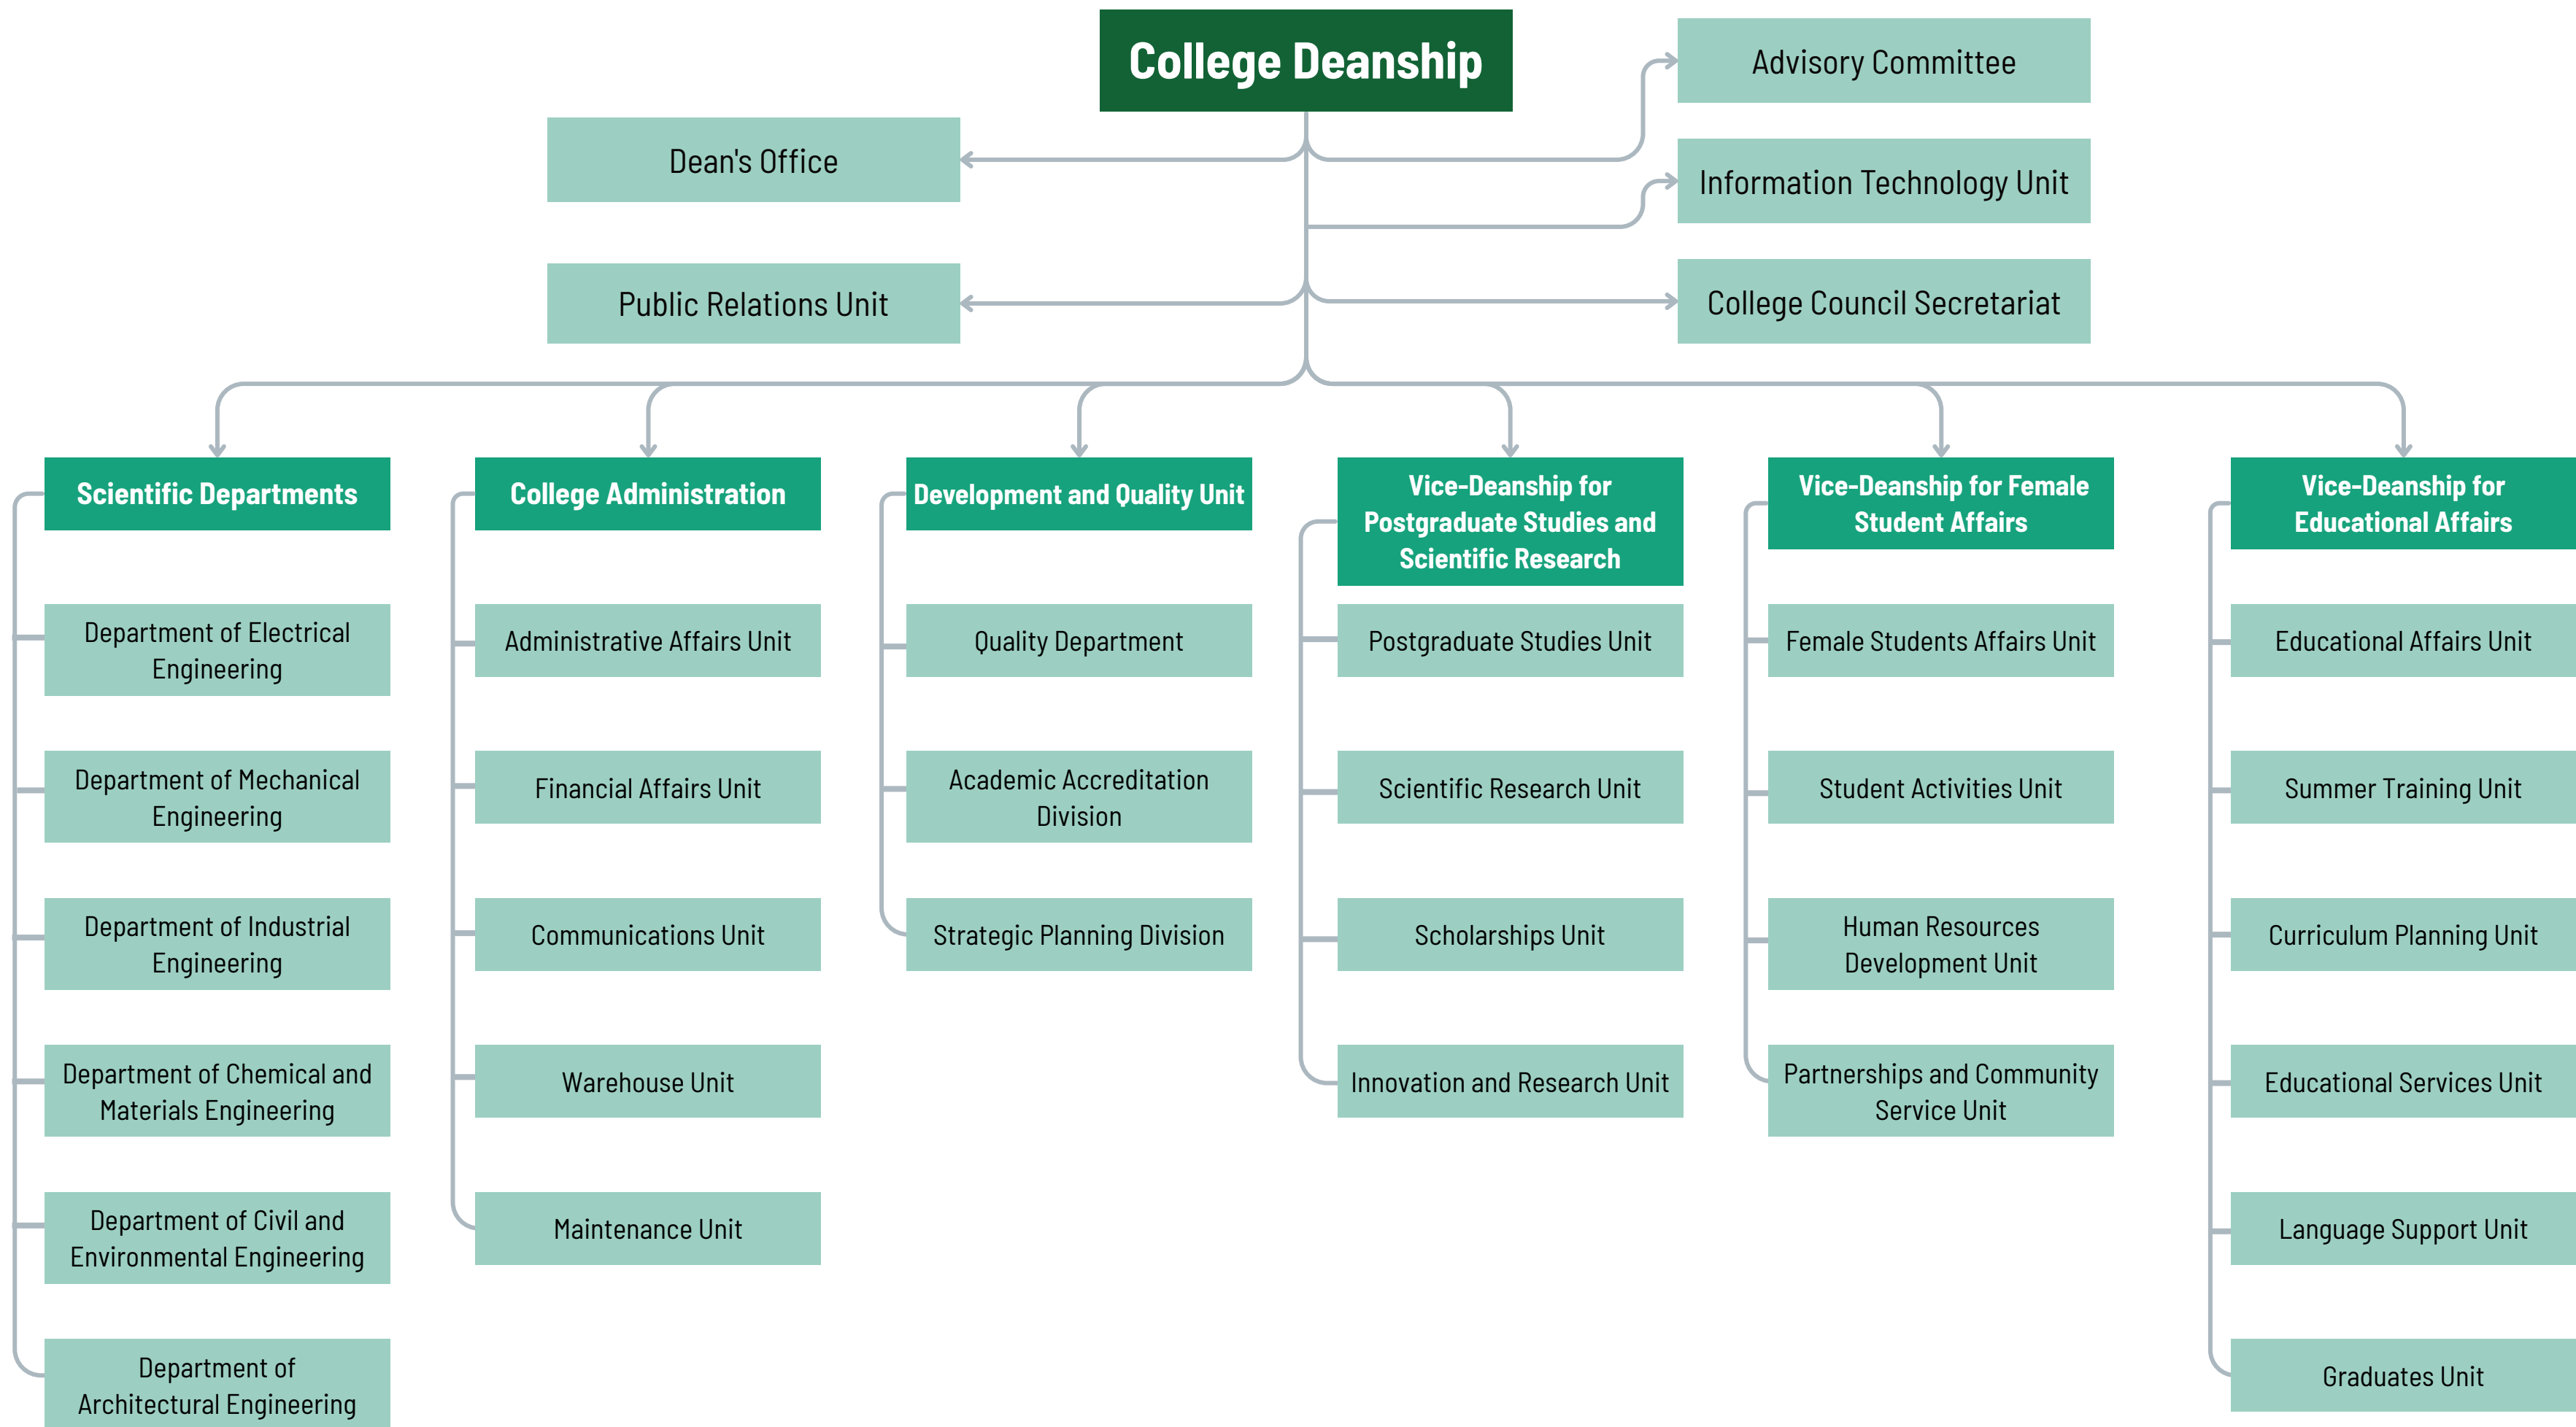 College Deanship
Advisory Committee
Dean's Office
Information Technology Unit
Public Relations Unit
College Council Secretariat
Scientific Departments
Department of Electrical
Engineering
Department of Mechanical
Engineering
Department of Industrial
Engineering
Department of Chemical and
Materials Engineering
Department of Civil and
Environmental Engineering
Department of
Architectural Engineering
College Administration
Administrative Affairs Unit
Financial Affairs Unit
Communications Unit
Warehouse Unit
Maintenance Unit
Development and Quality Unit
Quality Department
Academic Accreditation
Division
Strategic Planning Division
Vice-Deanship for
Postgraduate Studies and
Scientific Research
Postgraduate Studies Unit
Scientific Research Unit
Scholarships Unit
Innovation and Research Unit
Vice-Deanship for Female
Student Affairs
Female Students Affairs Unit
Student Activities Unit
Human Resources
Development Unit
Partnerships and Community
Service Unit
Vice-Deanship for
Educational Affairs
Educational Affairs Unit
Summer Training Unit
Curriculum Planning Unit
Educational Services Unit
Language Support Unit
Graduates Unit